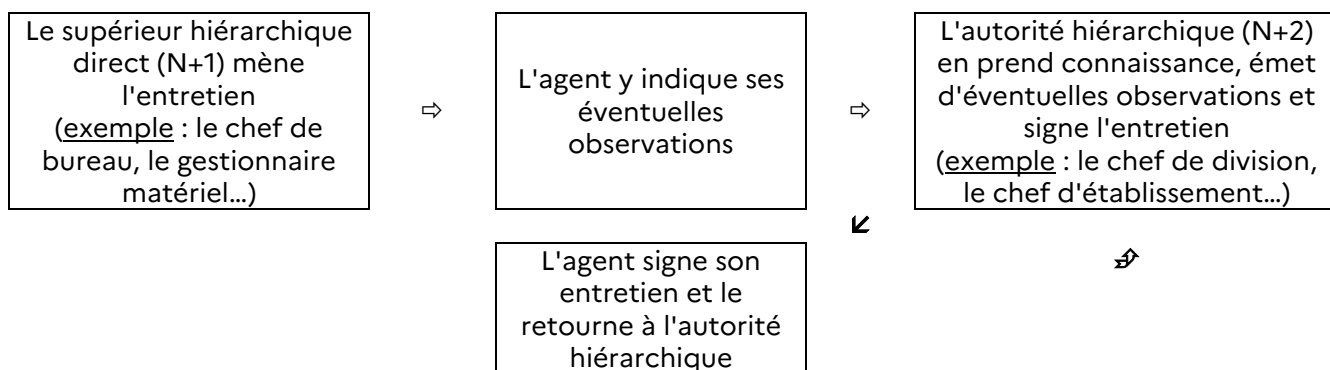 Le supérieur hiérarchique
direct (N+1) mène
l'entretien
(exemple : le chef de
bureau, le gestionnaire
matériel…)
⇨
L'agent y indique ses
éventuelles
observations
⇨
L'autorité hiérarchique (N+2)
en prend connaissance, émet
d'éventuelles observations et
signe l'entretien
(exemple : le chef de division,
le chef d'établissement…)
L'agent signe son
entretien et le
retourne à l'autorité
hiérarchique